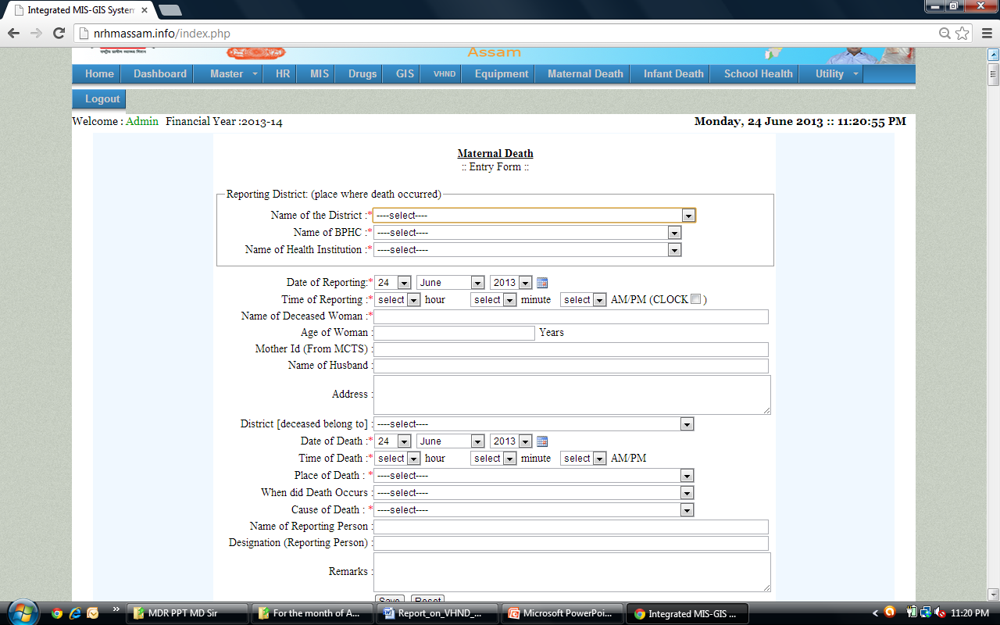 Integrated MIS-GIS System
nrhmassam.info/index.php
राष्ट्रीय ग्रामीण स्वास्थ्य मिशन
Assam
Home Dashboard Master HR MIS Drugs GIS VHND Equipment Maternal Death Infant Death School Health Utility
Logout
Welcome : Admin Financial Year :2013-14 Monday, 24 June 2013 :: 11:20:55 PM
Maternal Death
:: Entry Form ::
Reporting District: (place where death occurred)
Name of the District :* ----select----
Name of BPHC :* ----select----
Name of Health Institution :* ----select----
Date of Reporting:* 24 June 2013
Time of Reporting :* select hour select minute select AM/PM (CLOCK )
Name of Deceased Woman :*
Age of Woman : Years
Mother Id (From MCTS) :
Name of Husband :
Address :
District [deceased belong to] : ----select----
Date of Death :* 24 June 2013
Time of Death :* select hour select minute select AM/PM
Place of Death : * ----select----
When did Death Occurs : ----select----
Cause of Death : * ----select----
Name of Reporting Person :
Designation (Reporting Person) :
Remarks :
Save Reset
MDR PPT MD Sir For the month of A... Report_on_VHND_... Microsoft PowerPoi... Integrated MIS-GIS ... 11:20 PM